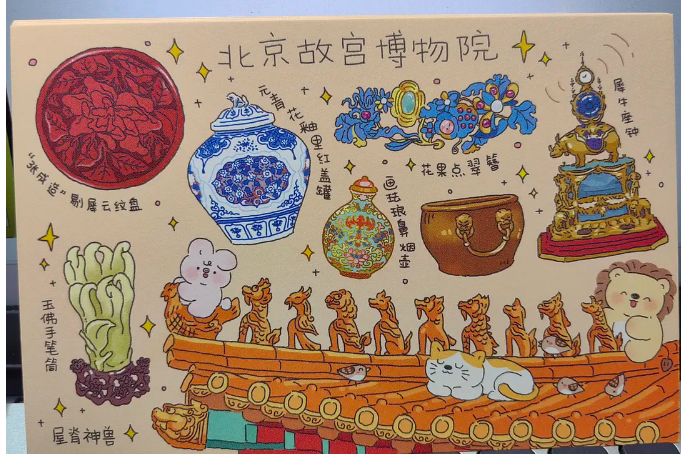 北京故宫博物院
"张成造"剔犀云纹盘
元青花釉里红盖罐
花果点翠簪
犀牛座钟
画珐琅鼻烟壶
玉佛手笔筒
屋脊神兽